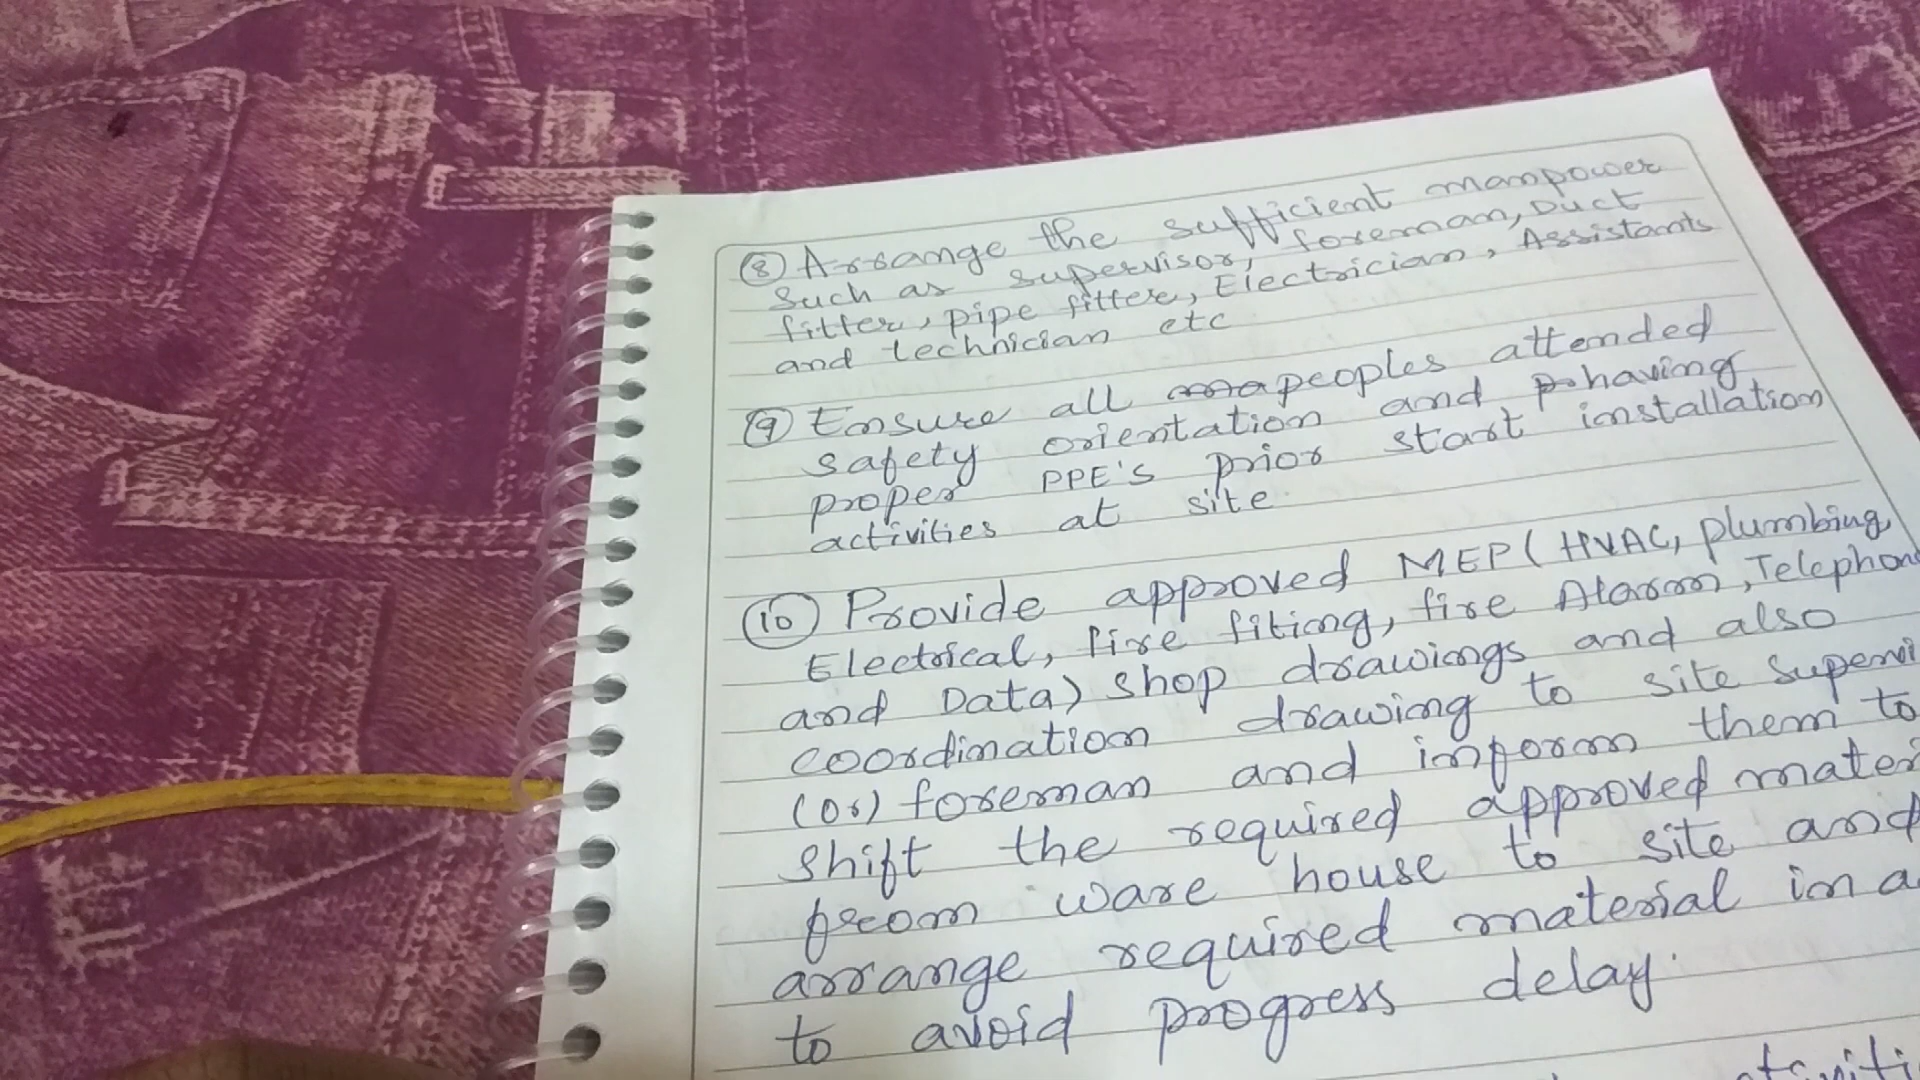 ⑧ Arrange the sufficient manpower
such as supervisor, foreman, Duct
fitter, pipe fitter, Electrician, Assistants
and technician etc
⑨ Ensure all peoples attended
safety orientation and having
proper PPE's prior start installation
activities at site.
⑩ Provide approved MEP (HVAC, plumbing,
Electrical, fire fiting, fire Alarm, Telephon
and Data) shop drawings and also
coordination drawing to site supervi
(or) foreman and inform them to
shift the required approved materi
from ware house to site and
arrange required material in a
to avoid progress delay.